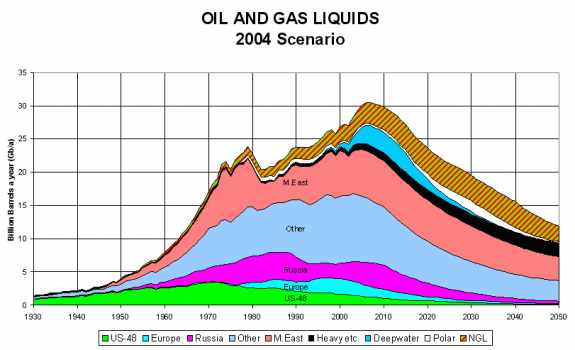 OIL AND GAS LIQUIDS
2004 Scenario
Billion Barrels a year (Gb/a)
35
30
25
20
15
10
5
0
M.East
Other
Russia
Europe
US-48
1930 1940 1950 1960 1970 1980 1990 2000 2010 2020 2030 2040 2050
US-48 Europe Russia Other M.East Heavy etc. Deepwater Polar NGL